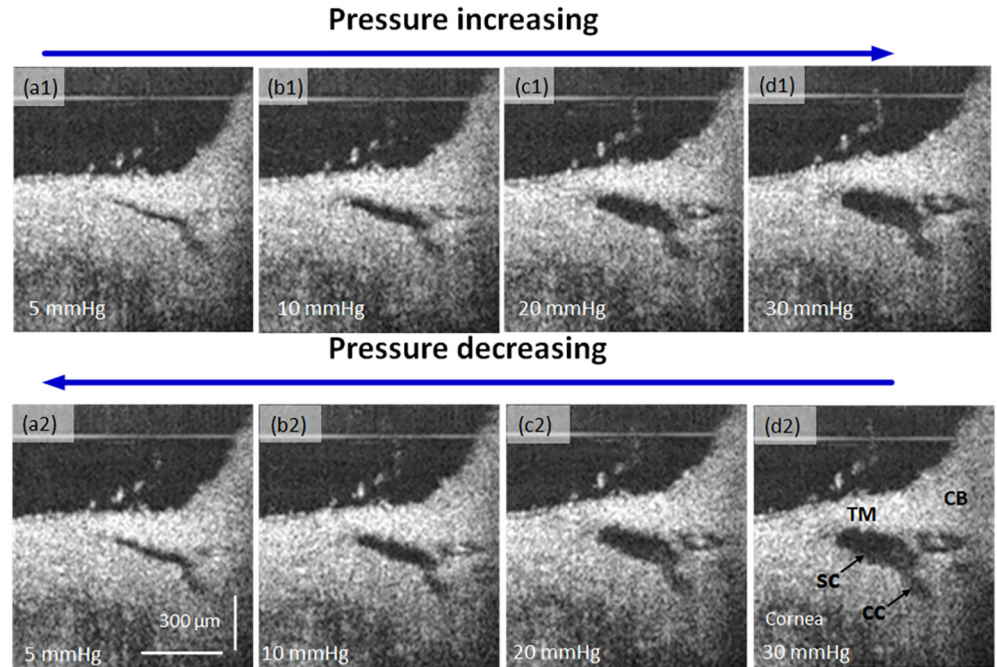 Pressure increasing
(a1)
(b1)
(c1)
(d1)
5 mmHg
10 mmHg
20 mmHg
30 mmHg
Pressure decreasing
(a2)
(b2)
(c2)
(d2)
CB
TM
SC
CC
300 µm
Cornea
5 mmHg
10 mmHg
20 mmHg
30 mmHg